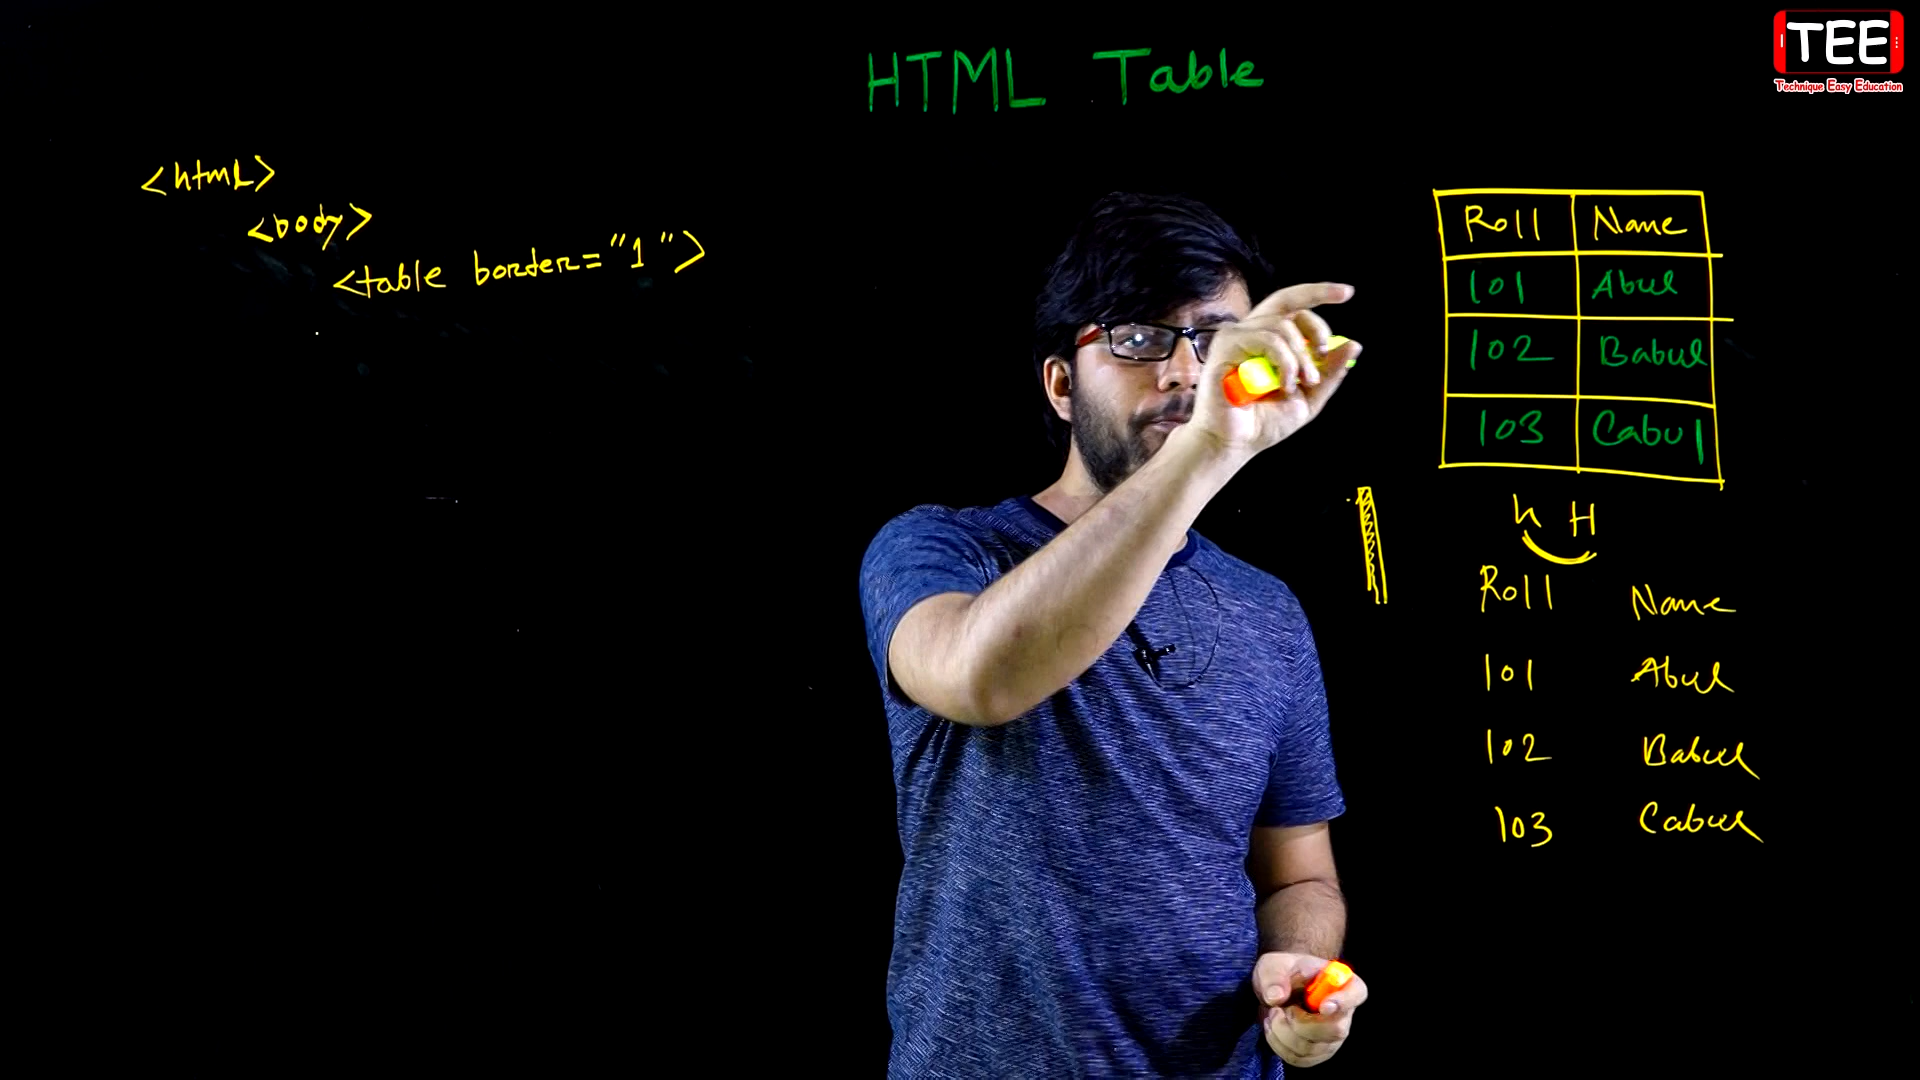 HTML Table
TEE
Technique Easy Education
<html>
<body>
<table border="1">
Roll Name
101 Abul
102 Babul
103 Cabul
h H
Roll Name
101 Abul
102 Babul
103 Cabul